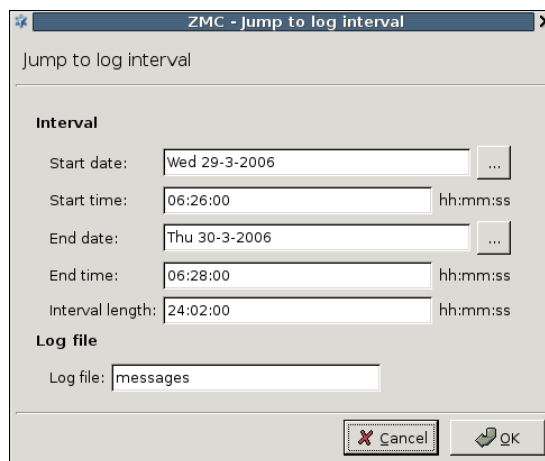 ZMC - Jump to log interval
Jump to log interval
Interval
Start date: Wed 29-3-2006 ...
Start time: 06:26:00 hh:mm:ss
End date: Thu 30-3-2006 ...
End time: 06:28:00 hh:mm:ss
Interval length: 24:02:00 hh:mm:ss
Log file
Log file: messages
Cancel OK